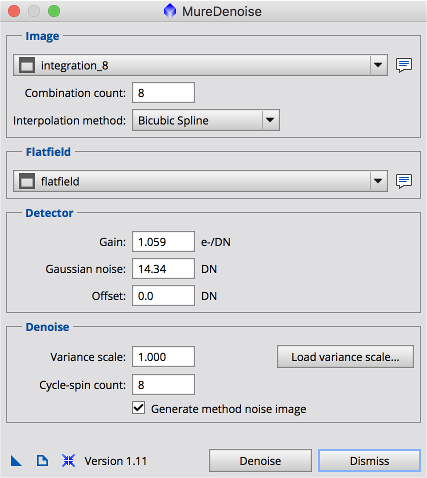 MureDenoise
Image
integration_8
Combination count: 8
Interpolation method: Bicubic Spline
Flatfield
flatfield
Detector
Gain: 1.059 e-/DN
Gaussian noise: 14.34 DN
Offset: 0.0 DN
Denoise
Variance scale: 1.000 Load variance scale...
Cycle-spin count: 8
Generate method noise image
Version 1.11 Denoise Dismiss